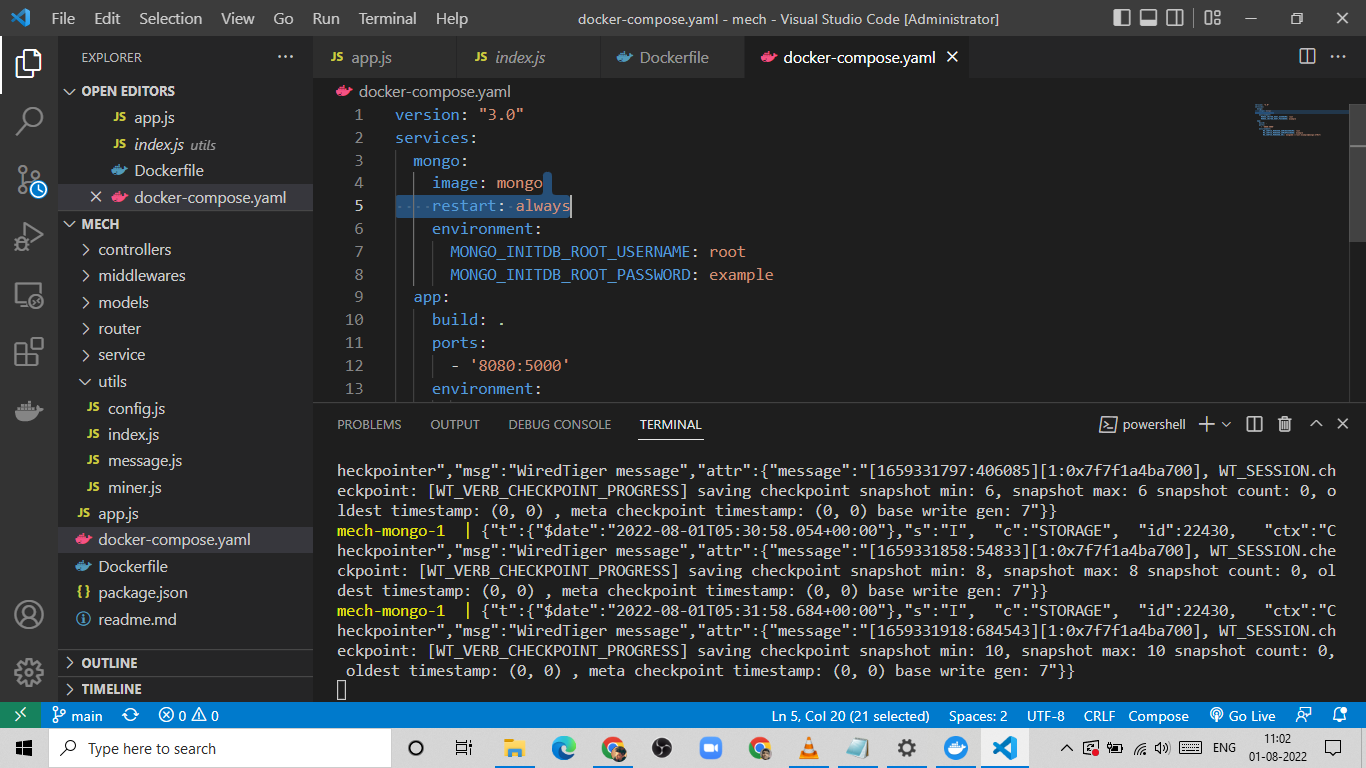 File Edit Selection View Go Run Terminal Help docker-compose.yaml - mech - Visual Studio Code [Administrator]
EXPLORER
OPEN EDITORS
JS app.js
JS index.js utils
Dockerfile
docker-compose.yaml
MECH
controllers
middlewares
models
router
service
utils
JS config.js
JS index.js
JS message.js
JS miner.js
JS app.js
docker-compose.yaml
Dockerfile
{} package.json
readme.md
OUTLINE
TIMELINE
JS app.js JS index.js Dockerfile docker-compose.yaml
docker-compose.yaml
1 version: "3.0"
2 services:
3 mongo:
4 image: mongo
5 restart: always
6 environment:
7 MONGO_INITDB_ROOT_USERNAME: root
8 MONGO_INITDB_ROOT_PASSWORD: example
9 app:
10 build: .
11 ports:
12 - '8080:5000'
13 environment:
PROBLEMS OUTPUT DEBUG CONSOLE TERMINAL powershell
heckpointer","msg":"WiredTiger message","attr":{"message":"[1659331797:406085][1:0x7f7f1a4ba700], WT_SESSION.ch
eckpoint: [WT_VERB_CHECKPOINT_PROGRESS] saving checkpoint snapshot min: 6, snapshot max: 6 snapshot count: 0, o
ldest timestamp: (0, 0) , meta checkpoint timestamp: (0, 0) base write gen: 7"}}
mech-mongo-1 | {"t":{"$date":"2022-08-01T05:30:58.054+00:00"},"s":"I", "c":"STORAGE", "id":22430, "ctx":"C
heckpointer","msg":"WiredTiger message","attr":{"message":"[1659331858:54833][1:0x7f7f1a4ba700], WT_SESSION.che
ckpoint: [WT_VERB_CHECKPOINT_PROGRESS] saving checkpoint snapshot min: 8, snapshot max: 8 snapshot count: 0, ol
dest timestamp: (0, 0) , meta checkpoint timestamp: (0, 0) base write gen: 7"}}
mech-mongo-1 | {"t":{"$date":"2022-08-01T05:31:58.684+00:00"},"s":"I", "c":"STORAGE", "id":22430, "ctx":"C
heckpointer","msg":"WiredTiger message","attr":{"message":"[1659331918:684543][1:0x7f7f1a4ba700], WT_SESSION.ch
eckpoint: [WT_VERB_CHECKPOINT_PROGRESS] saving checkpoint snapshot min: 10, snapshot max: 10 snapshot count: 0,
oldest timestamp: (0, 0) , meta checkpoint timestamp: (0, 0) base write gen: 7"}}
main 0 0 Ln 5, Col 20 (21 selected) Spaces: 2 UTF-8 CRLF Compose Go Live
Type here to search
ENG 11:02
01-08-2022